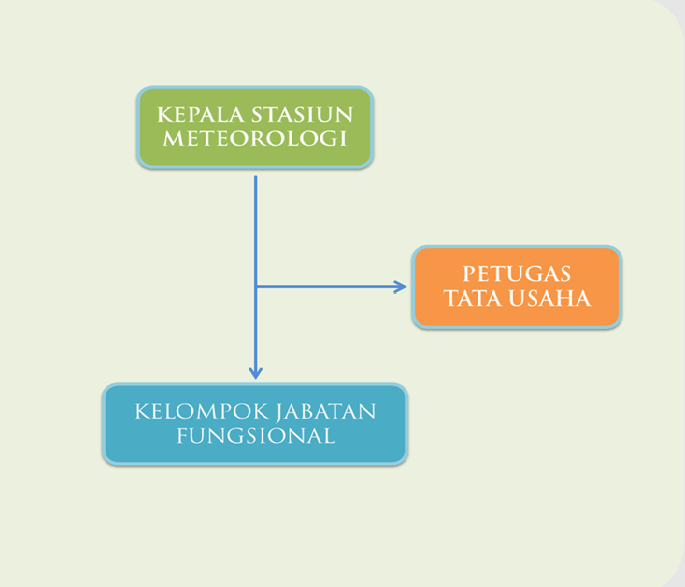 KEPALA STASIUN
METEOROLOGI
PETUGAS
TATA USAHA
KELOMPOK JABATAN
FUNGSIONAL